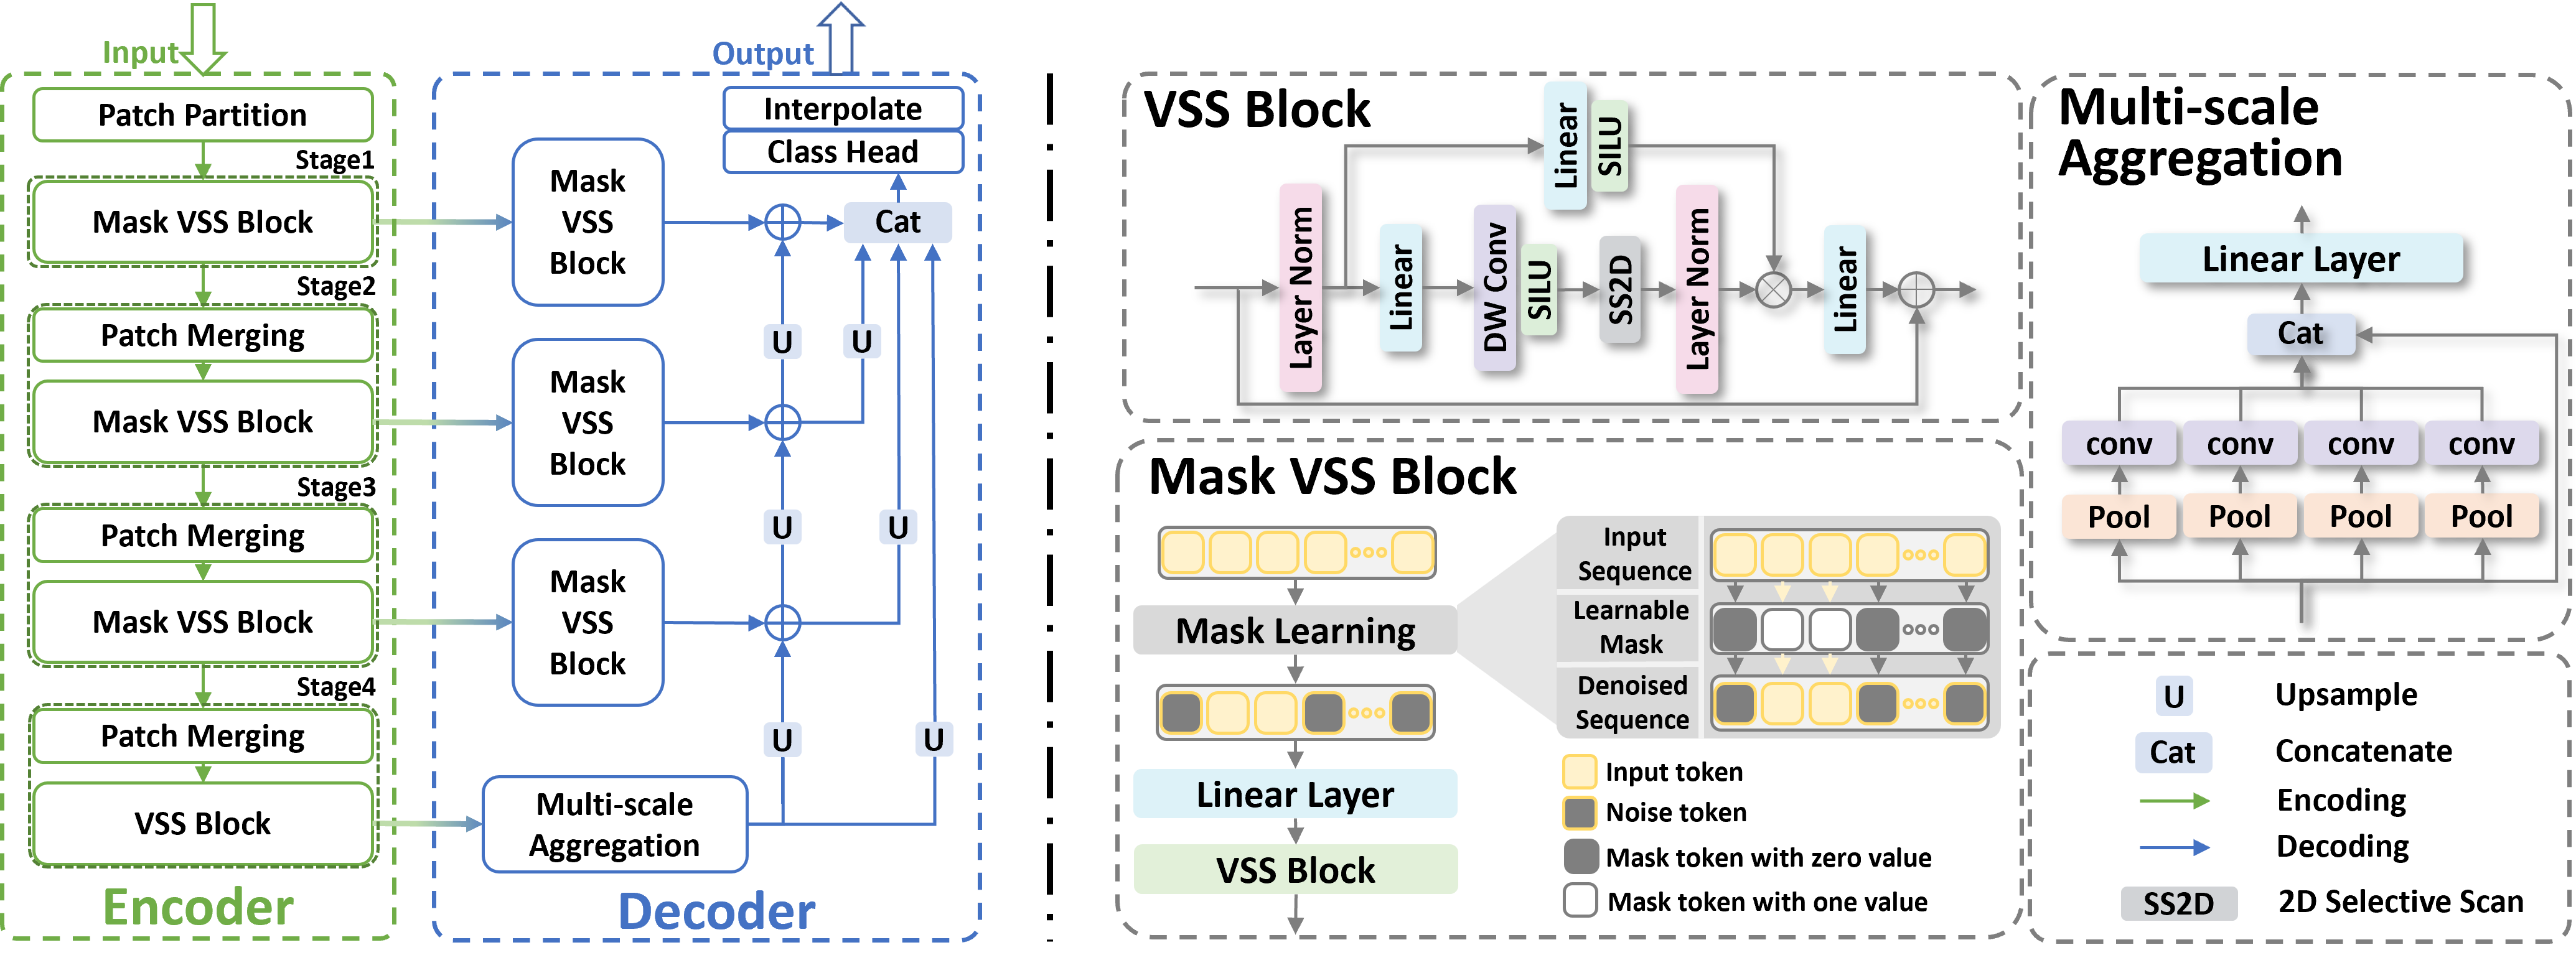 Input
Patch Partition
Stage1
Mask VSS Block
Stage2
Patch Merging
Mask VSS Block
Stage3
Patch Merging
Mask VSS Block
Stage4
Patch Merging
VSS Block
Encoder
Output
Interpolate
Class Head
Cat
Mask
VSS
Block
U
U
Mask
VSS
Block
U
U
Mask
VSS
Block
U
U
Multi-scale
Aggregation
Decoder
VSS Block
Layer Norm
Linear
SILU
Linear
DW Conv
SILU
SS2D
Layer Norm
Linear
Mask VSS Block
Mask Learning
Linear Layer
VSS Block
Input
Sequence
Learnable
Mask
Denoised
Sequence
Input token
Noise token
Mask token with zero value
Mask token with one value
Multi-scale
Aggregation
Linear Layer
Cat
conv conv conv conv
Pool Pool Pool Pool
U Upsample
Cat Concatenate
Encoding
Decoding
SS2D 2D Selective Scan